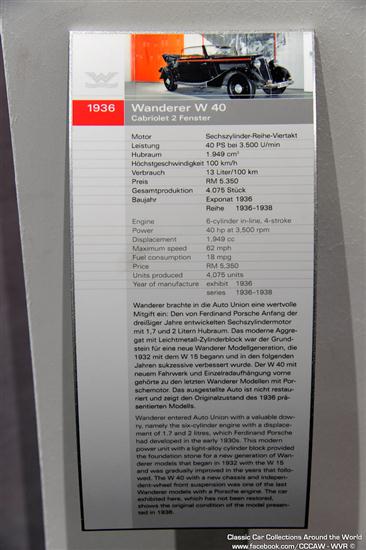 1936
Wanderer W 40
Cabriolet 2 Fenster
Motor Sechszylinder-Reihe-Viertakt
Leistung 40 PS bei 3.500 U/min
Hubraum 1.949 cm³
Höchstgeschwindigkeit 100 km/h
Verbrauch 13 Liter/100 km
Preis RM 5.350
Gesamtproduktion 4.075 Stück
Baujahr Exponat 1936
Reihe 1936-1938
Engine 6-cylinder in-line, 4-stroke
Power 40 hp at 3,500 rpm
Displacement 1,949 cc
Maximum speed 62 mph
Fuel consumption 18 mpg
Price RM 5,350
Units produced 4,075 units
Year of manufacture exhibit 1936
series 1936-1938
Wanderer brachte in die Auto Union eine wertvolle
Mitgift ein: Den von Ferdinand Porsche Anfang der
dreißiger Jahre entwickelten Sechszylindermotor
mit 1,7 und 2 Litern Hubraum. Das moderne Aggre-
gat mit Leichtmetall-Zylinderblock war der Grund-
stein für eine neue Wanderer Modellgeneration, die
1932 mit dem W 15 begann und in den folgenden
Jahren sukzessive verbessert wurde. Der W 40 mit
neuem Fahrwerk und Einzelradaufhängung vorne
gehörte zu den letzten Wanderer Modellen mit Por-
schemotor. Das ausgestellte Auto ist nicht restau-
riert und zeigt den Originalzustand des 1936 prä-
sentierten Modells.
Wanderer entered Auto Union with a valuable dow-
ry, namely the six-cylinder engine with a displace-
ment of 1.7 and 2 litres, which Ferdinand Porsche
had developed in the early 1930s. This modern
power unit with a light-alloy cylinder block provided
the foundation stone for a new generation of Wan-
derer models that began in 1932 with the W 15
and was gradually improved in the years that follo-
wed. The W 40 with a new chassis and indepen-
dent-wheel front suspension was one of the last
Wanderer models with a Porsche engine. The car
exhibited here, which has not been restored,
shows the original condition of the model presen-
ted in 1936.
Classic Car Collections Around the World
www.facebook.com/CCCAW - WVR ©